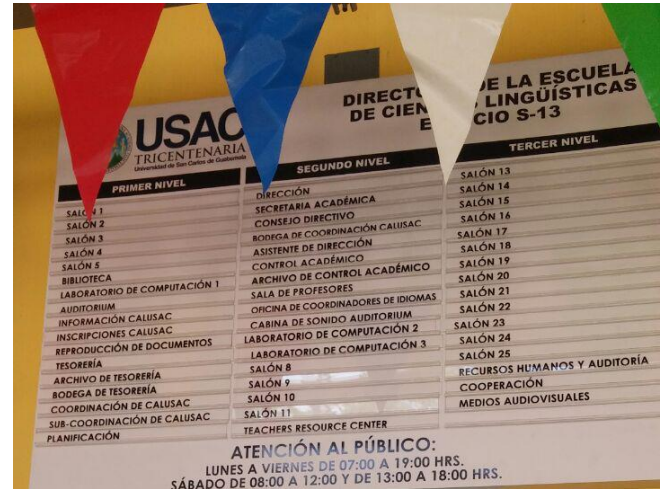 USAC
TRICENTENARIA
Universidad de San Carlos de Guatemala
DE LA ESCUELA
DE LINGÜÍSTICAS
S-13
PRIMER NIVEL
SALÓN 1
SALÓN 2
SALÓN 3
SALÓN 4
SALÓN 5
BIBLIOTECA
LABORATORIO DE COMPUTACIÓN 1
AUDITORIUM
INFORMACIÓN CALUSAC
INSCRIPCIONES CALUSAC
REPRODUCCIÓN DE DOCUMENTOS
TESORERÍA
ARCHIVO DE TESORERÍA
BODEGA DE TESORERÍA
COORDINACIÓN DE CALUSAC
SUB-COORDINACIÓN DE CALUSAC
PLANIFICACIÓN
SEGUNDO NIVEL
DIRECCIÓN
SECRETARIA ACADÉMICA
CONSEJO DIRECTIVO
BODEGA DE COORDINACIÓN CALUSAC
ASISTENTE DE DIRECCIÓN
CONTROL ACADÉMICO
ARCHIVO DE CONTROL ACADÉMICO
SALA DE PROFESORES
OFICINA DE COORDINADORES DE IDIOMAS
CABINA DE SONIDO AUDITORIUM
LABORATORIO DE COMPUTACIÓN 2
LABORATORIO DE COMPUTACIÓN 3
SALÓN 8
SALÓN 9
SALÓN 10
SALÓN 11
TEACHERS RESOURCE CENTER
TERCER NIVEL
SALÓN 13
SALÓN 14
SALÓN 15
SALÓN 16
SALÓN 17
SALÓN 18
SALÓN 19
SALÓN 20
SALÓN 21
SALÓN 22
SALÓN 23
SALÓN 24
SALÓN 25
RECURSOS HUMANOS Y AUDITORÍA
COOPERACIÓN
MEDIOS AUDIOVISUALES
ATENCIÓN AL PÚBLICO:
LUNES A VIERNES DE 07:00 A 19:00 HRS.
SÁBADO DE 08:00 A 12:00 Y DE 13:00 A 18:00 HRS.